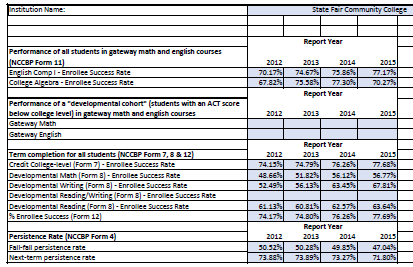 Institution Name: State Fair Community College
Report Year
Performance of all students in gateway math and english courses
(NCCBP Form 11) 2012 2013 2014 2015
English Comp I - Enrollee Success Rate 70.17% 74.67% 75.86% 77.17%
College Algebra - Enrollee Success Rate 67.82% 75.58% 77.30% 70.27%
Report Year
Performance of a "developmental cohort" (students with an ACT score
below college level) in gateway math and english courses 2012 2013 2014 2015
Gateway Math
Gateway English
Report Year
Term completion for all students (NCCBP Form 7, 8 & 12) 2012 2013 2014 2015
Credit College-level (Form 7) - Enrollee Success Rate 74.15% 74.79% 76.26% 77.68%
Developmental Math (Form 8) - Enrollee Success Rate 48.66% 51.82% 56.12% 56.77%
Developmental Writing (Form 8) - Enrollee Success Rate 52.49% 56.13% 63.45% 67.81%
Developmental Reading/Writing (Form 8) - Enrollee Success Rate
Developmental Reading (Form 8) - Enrollee Success Rate 61.13% 60.81% 62.57% 63.64%
% Enrollee Success (Form 12) 74.17% 74.80% 76.26% 77.69%
Report Year
Persistence Rate (NCCBP Form 4) 2012 2013 2014 2015
Fall-fall persistence rate 50.52% 50.28% 49.85% 47.04%
Next-term persistence rate 73.88% 73.89% 73.27% 71.80%